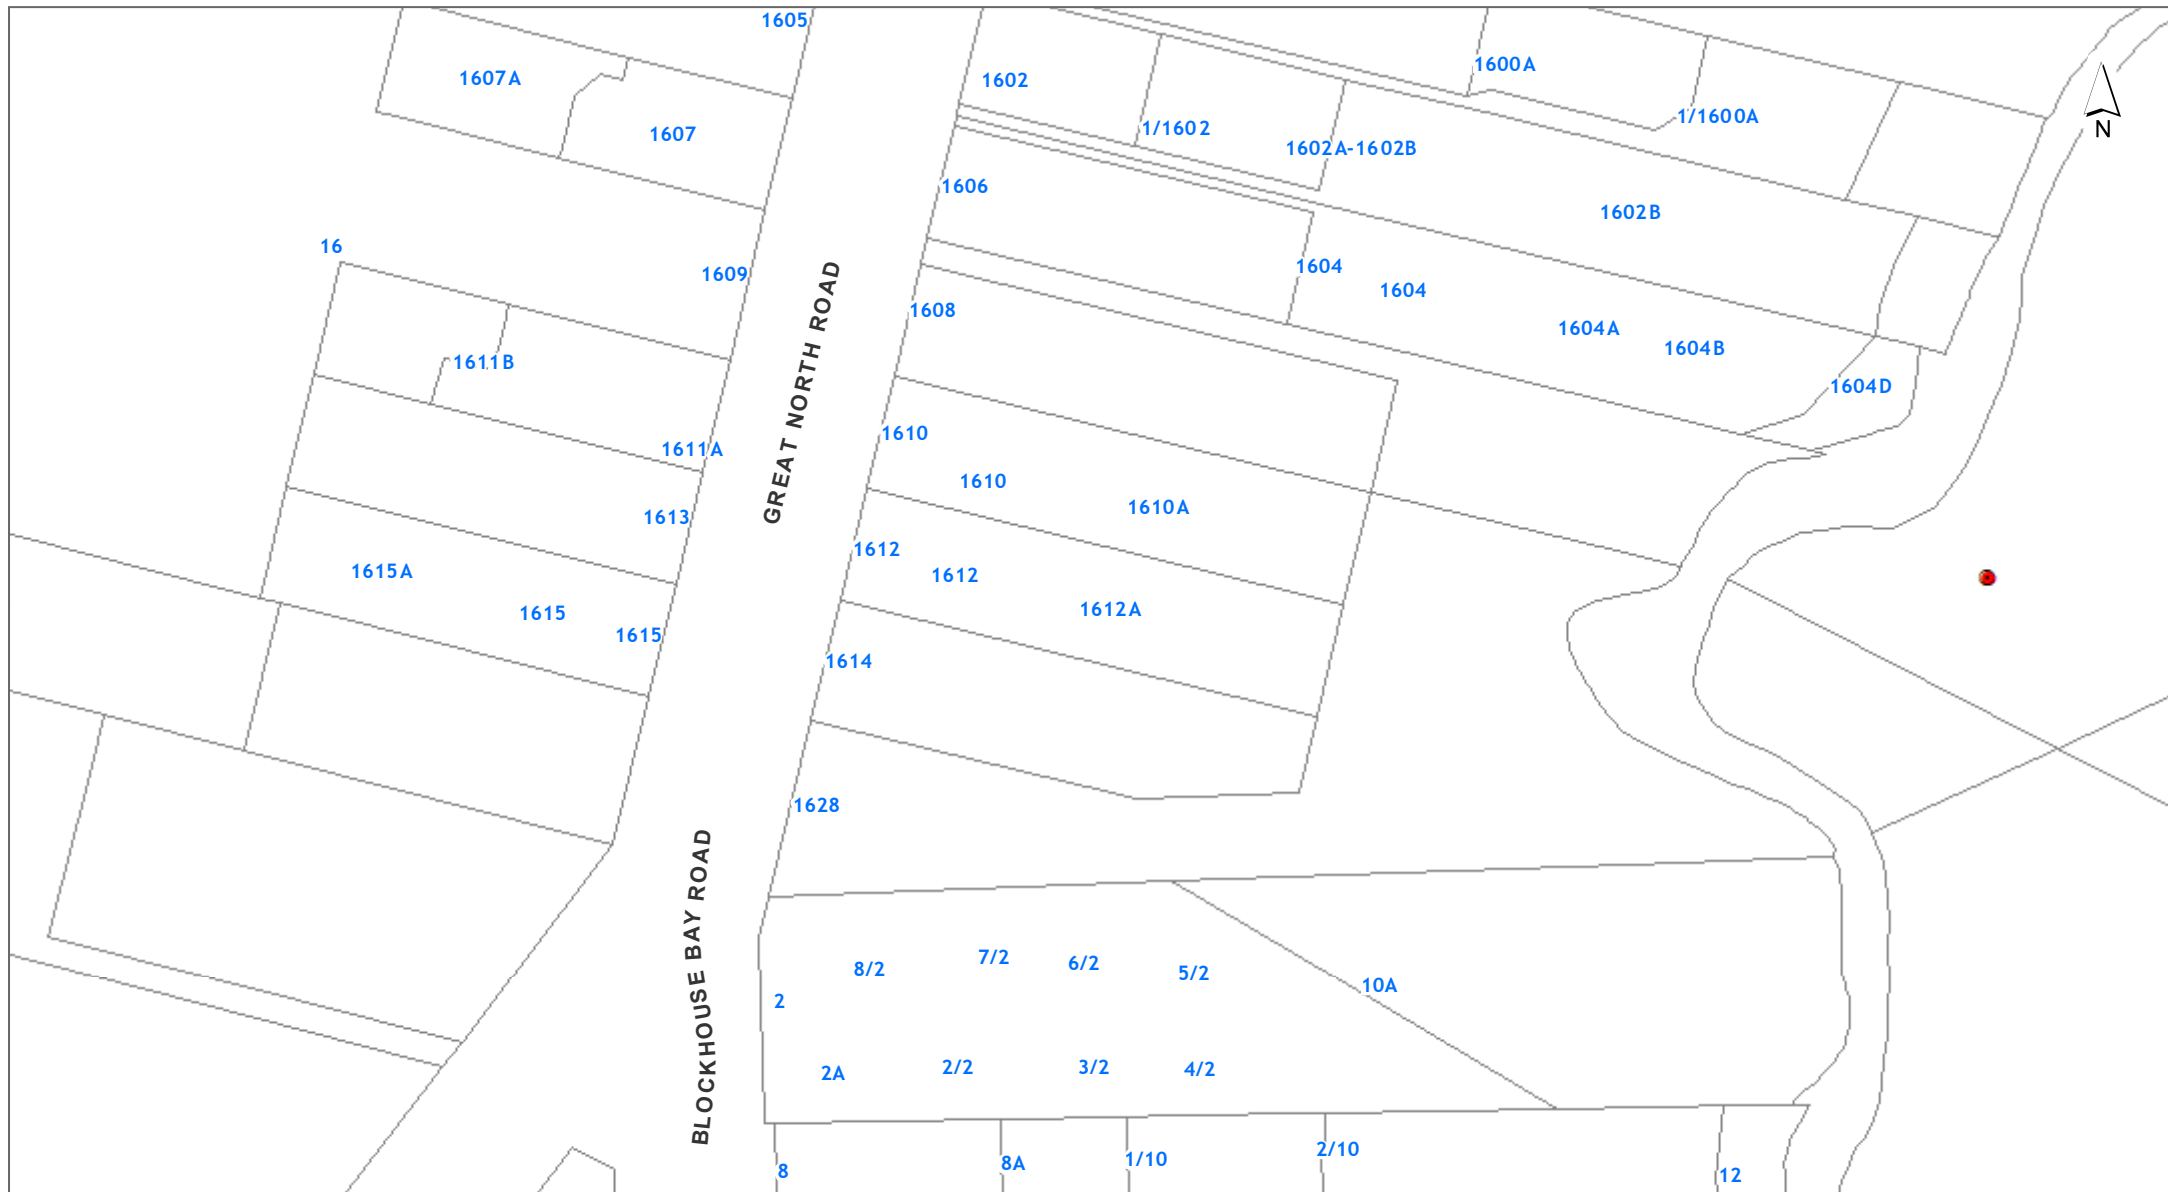 1605
1607A
1602
1600A
1/1602
1607
1/1600A
1602A-1602B
N
1606
1602B
16
1609
1604
1604
1608
1604A
1604B
1611B
1604D
GREAT NORTH ROAD
1610
1611A
1610
1610A
1613
1612
1615A
1612
1612A
1615
1615
1614
1628
BLOCKHOUSE BAY ROAD
8/2
7/2
6/2
5/2
10A
2
2A
2/2
3/2
4/2
8
8A
1/10
2/10
12